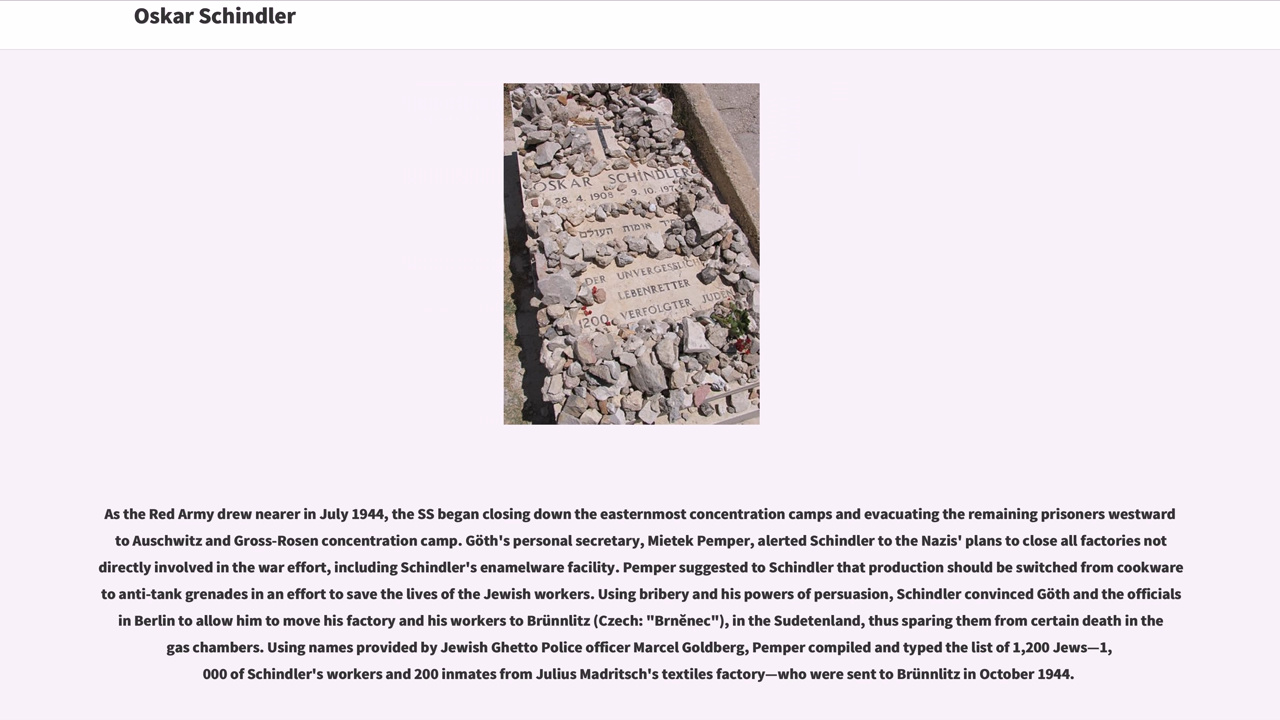 Oskar Schindler
OSKAR SCHINDLER
28. 4. 1908 - 9. 10. 197
אומות העולם
DER UNVERGESSLICH
LEBENRETTER
1200 VERFOLGTER JUDEN
As the Red Army drew nearer in July 1944, the SS began closing down the easternmost concentration camps and evacuating the remaining prisoners westward
to Auschwitz and Gross-Rosen concentration camp. Göth's personal secretary, Mietek Pemper, alerted Schindler to the Nazis' plans to close all factories not
directly involved in the war effort, including Schindler's enamelware facility. Pemper suggested to Schindler that production should be switched from cookware
to anti-tank grenades in an effort to save the lives of the Jewish workers. Using bribery and his powers of persuasion, Schindler convinced Göth and the officials
in Berlin to allow him to move his factory and his workers to Brünnlitz (Czech: "Brněnec"), in the Sudetenland, thus sparing them from certain death in the
gas chambers. Using names provided by Jewish Ghetto Police officer Marcel Goldberg, Pemper compiled and typed the list of 1,200 Jews—1,
000 of Schindler's workers and 200 inmates from Julius Madritsch's textiles factory—who were sent to Brünnlitz in October 1944.